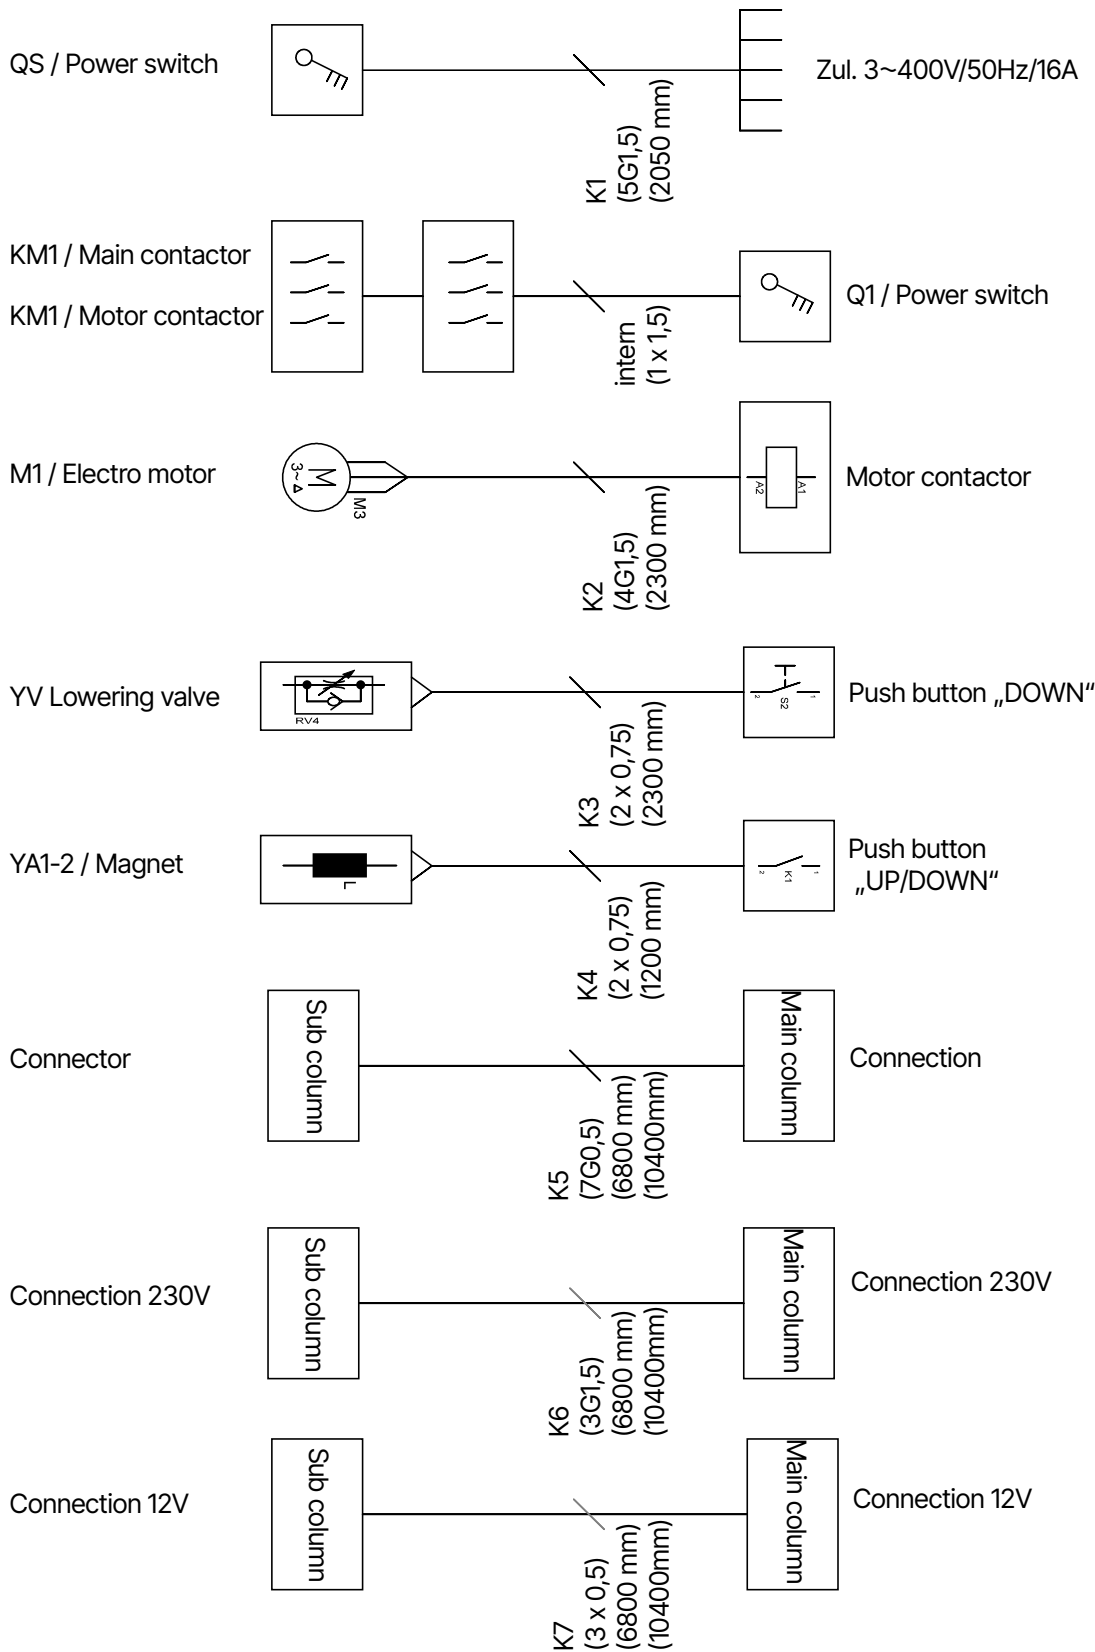 QS / Power switch
Zul. 3~400V/50Hz/16A
K1
(5G1,5)
(2050 mm)
KM1 / Main contactor
KM1 / Motor contactor
Q1 / Power switch
intern
(1 x 1,5)
M1 / Electro motor
M
3~
M3
A2
A1
Motor contactor
K2
(4G1,5)
(2300 mm)
YV Lowering valve
RV4
2
S2
1
Push button „DOWN“
K3
(2 x 0,75)
(2300 mm)
YA1-2 / Magnet
L
2
K1
1
Push button
„UP/DOWN“
K4
(2 x 0,75)
(1200 mm)
Connector
Sub column
Main column
Connection
K5
(7G0,5)
(6800 mm)
(10400mm)
Connection 230V
Sub column
Main column
Connection 230V
K6
(3G1,5)
(6800 mm)
(10400mm)
Connection 12V
Sub column
Main column
Connection 12V
K7
(3 x 0,5)
(6800 mm)
(10400mm)